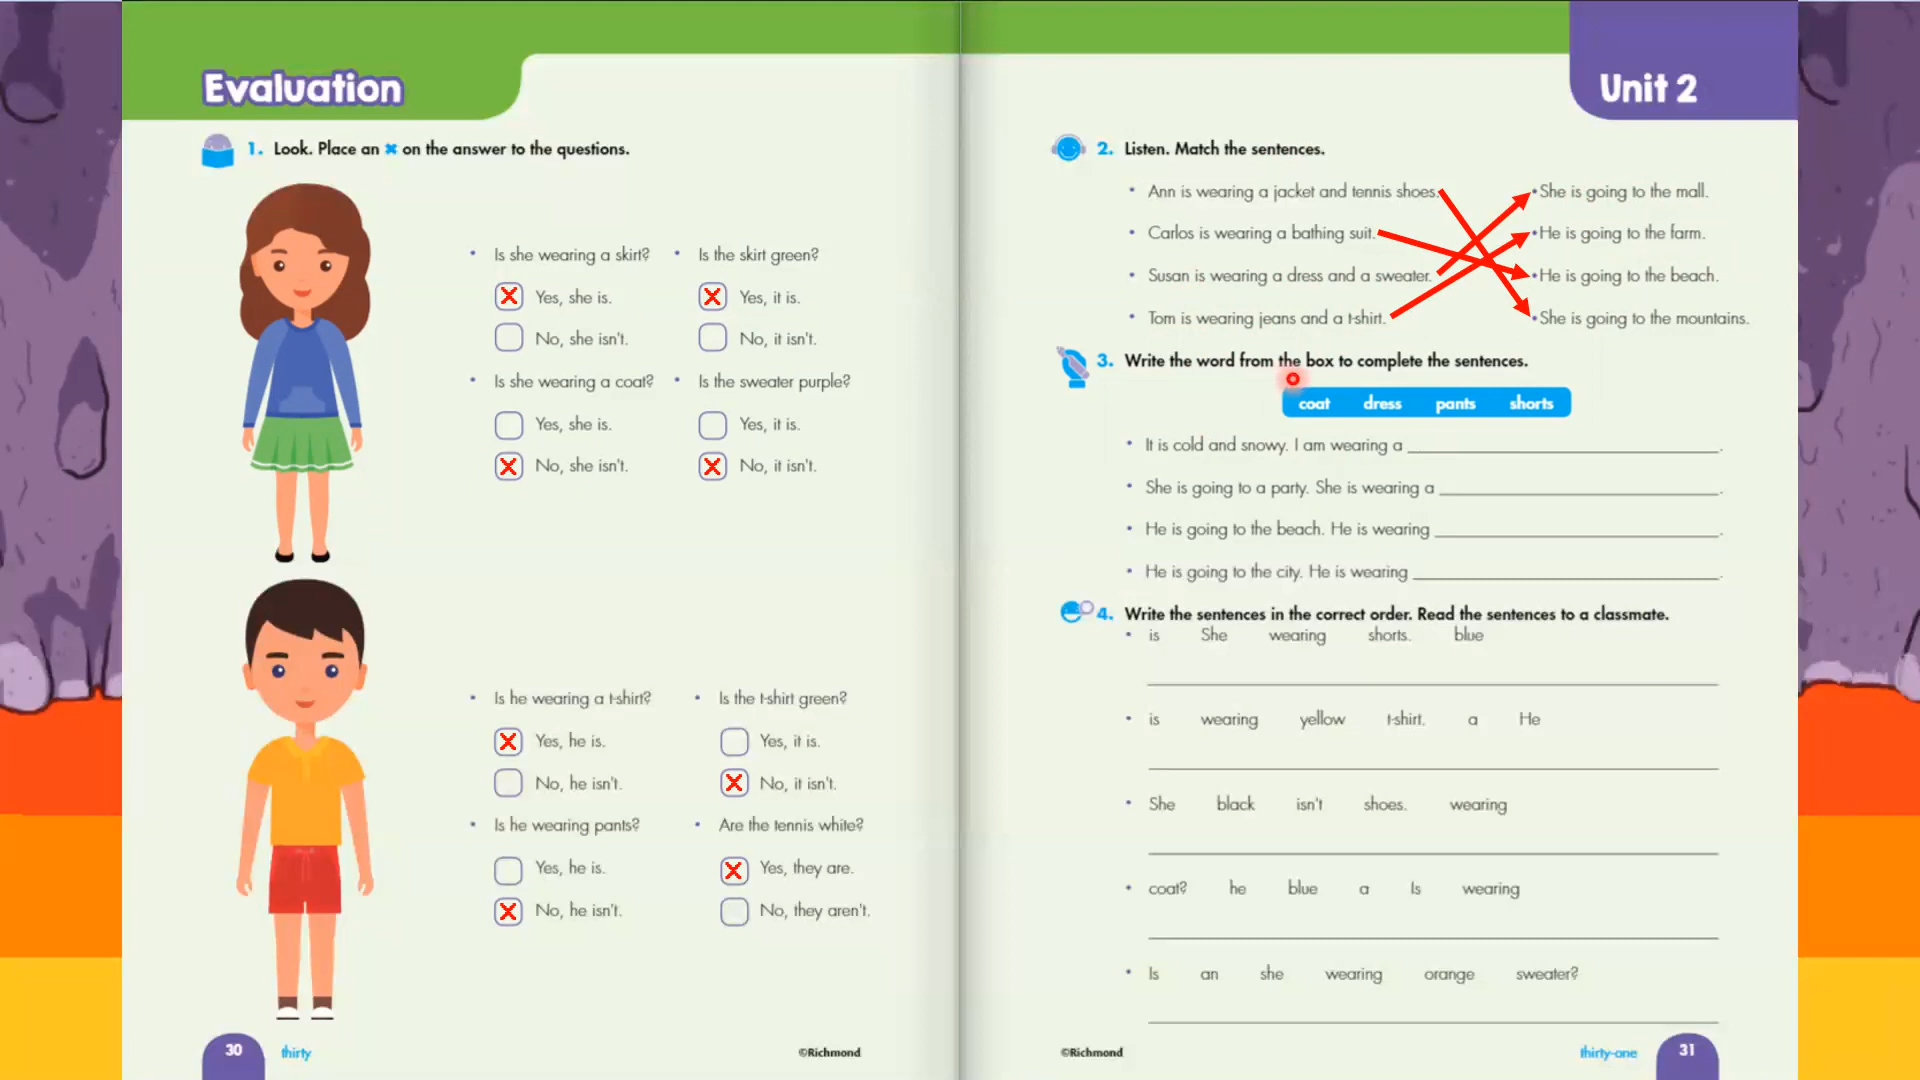 Evaluation
1. Look. Place an ✖ on the answer to the questions.
Is she wearing a skirt?
Yes, she is.
No, she isn't.
Is the skirt green?
Yes, it is.
No, it isn't.
Is she wearing a coat?
Yes, she is.
No, she isn't.
Is the sweater purple?
Yes, it is.
No, it isn't.
Is he wearing a t-shirt?
Yes, he is.
No, he isn't.
Is the t-shirt green?
Yes, it is.
No, it isn't.
Is he wearing pants?
Yes, he is.
No, he isn't.
Are the tennis white?
Yes, they are.
No, they aren't.
30 thirty
©Richmond
Unit 2
2. Listen. Match the sentences.
Ann is wearing a jacket and tennis shoes. She is going to the mall.
Carlos is wearing a bathing suit. He is going to the farm.
Susan is wearing a dress and a sweater. He is going to the beach.
Tom is wearing jeans and a t-shirt. She is going to the mountains.
3. Write the word from the box to complete the sentences.
coat dress pants shorts
It is cold and snowy. I am wearing a ______.
She is going to a party. She is wearing a ______.
He is going to the beach. He is wearing ______.
He is going to the city. He is wearing ______.
4. Write the sentences in the correct order. Read the sentences to a classmate.
is She wearing shorts. blue
is wearing yellow t-shirt. a He
She black isn't shoes. wearing
coat? he blue a Is wearing
Is an she wearing orange sweater?
©Richmond
thirty-one 31